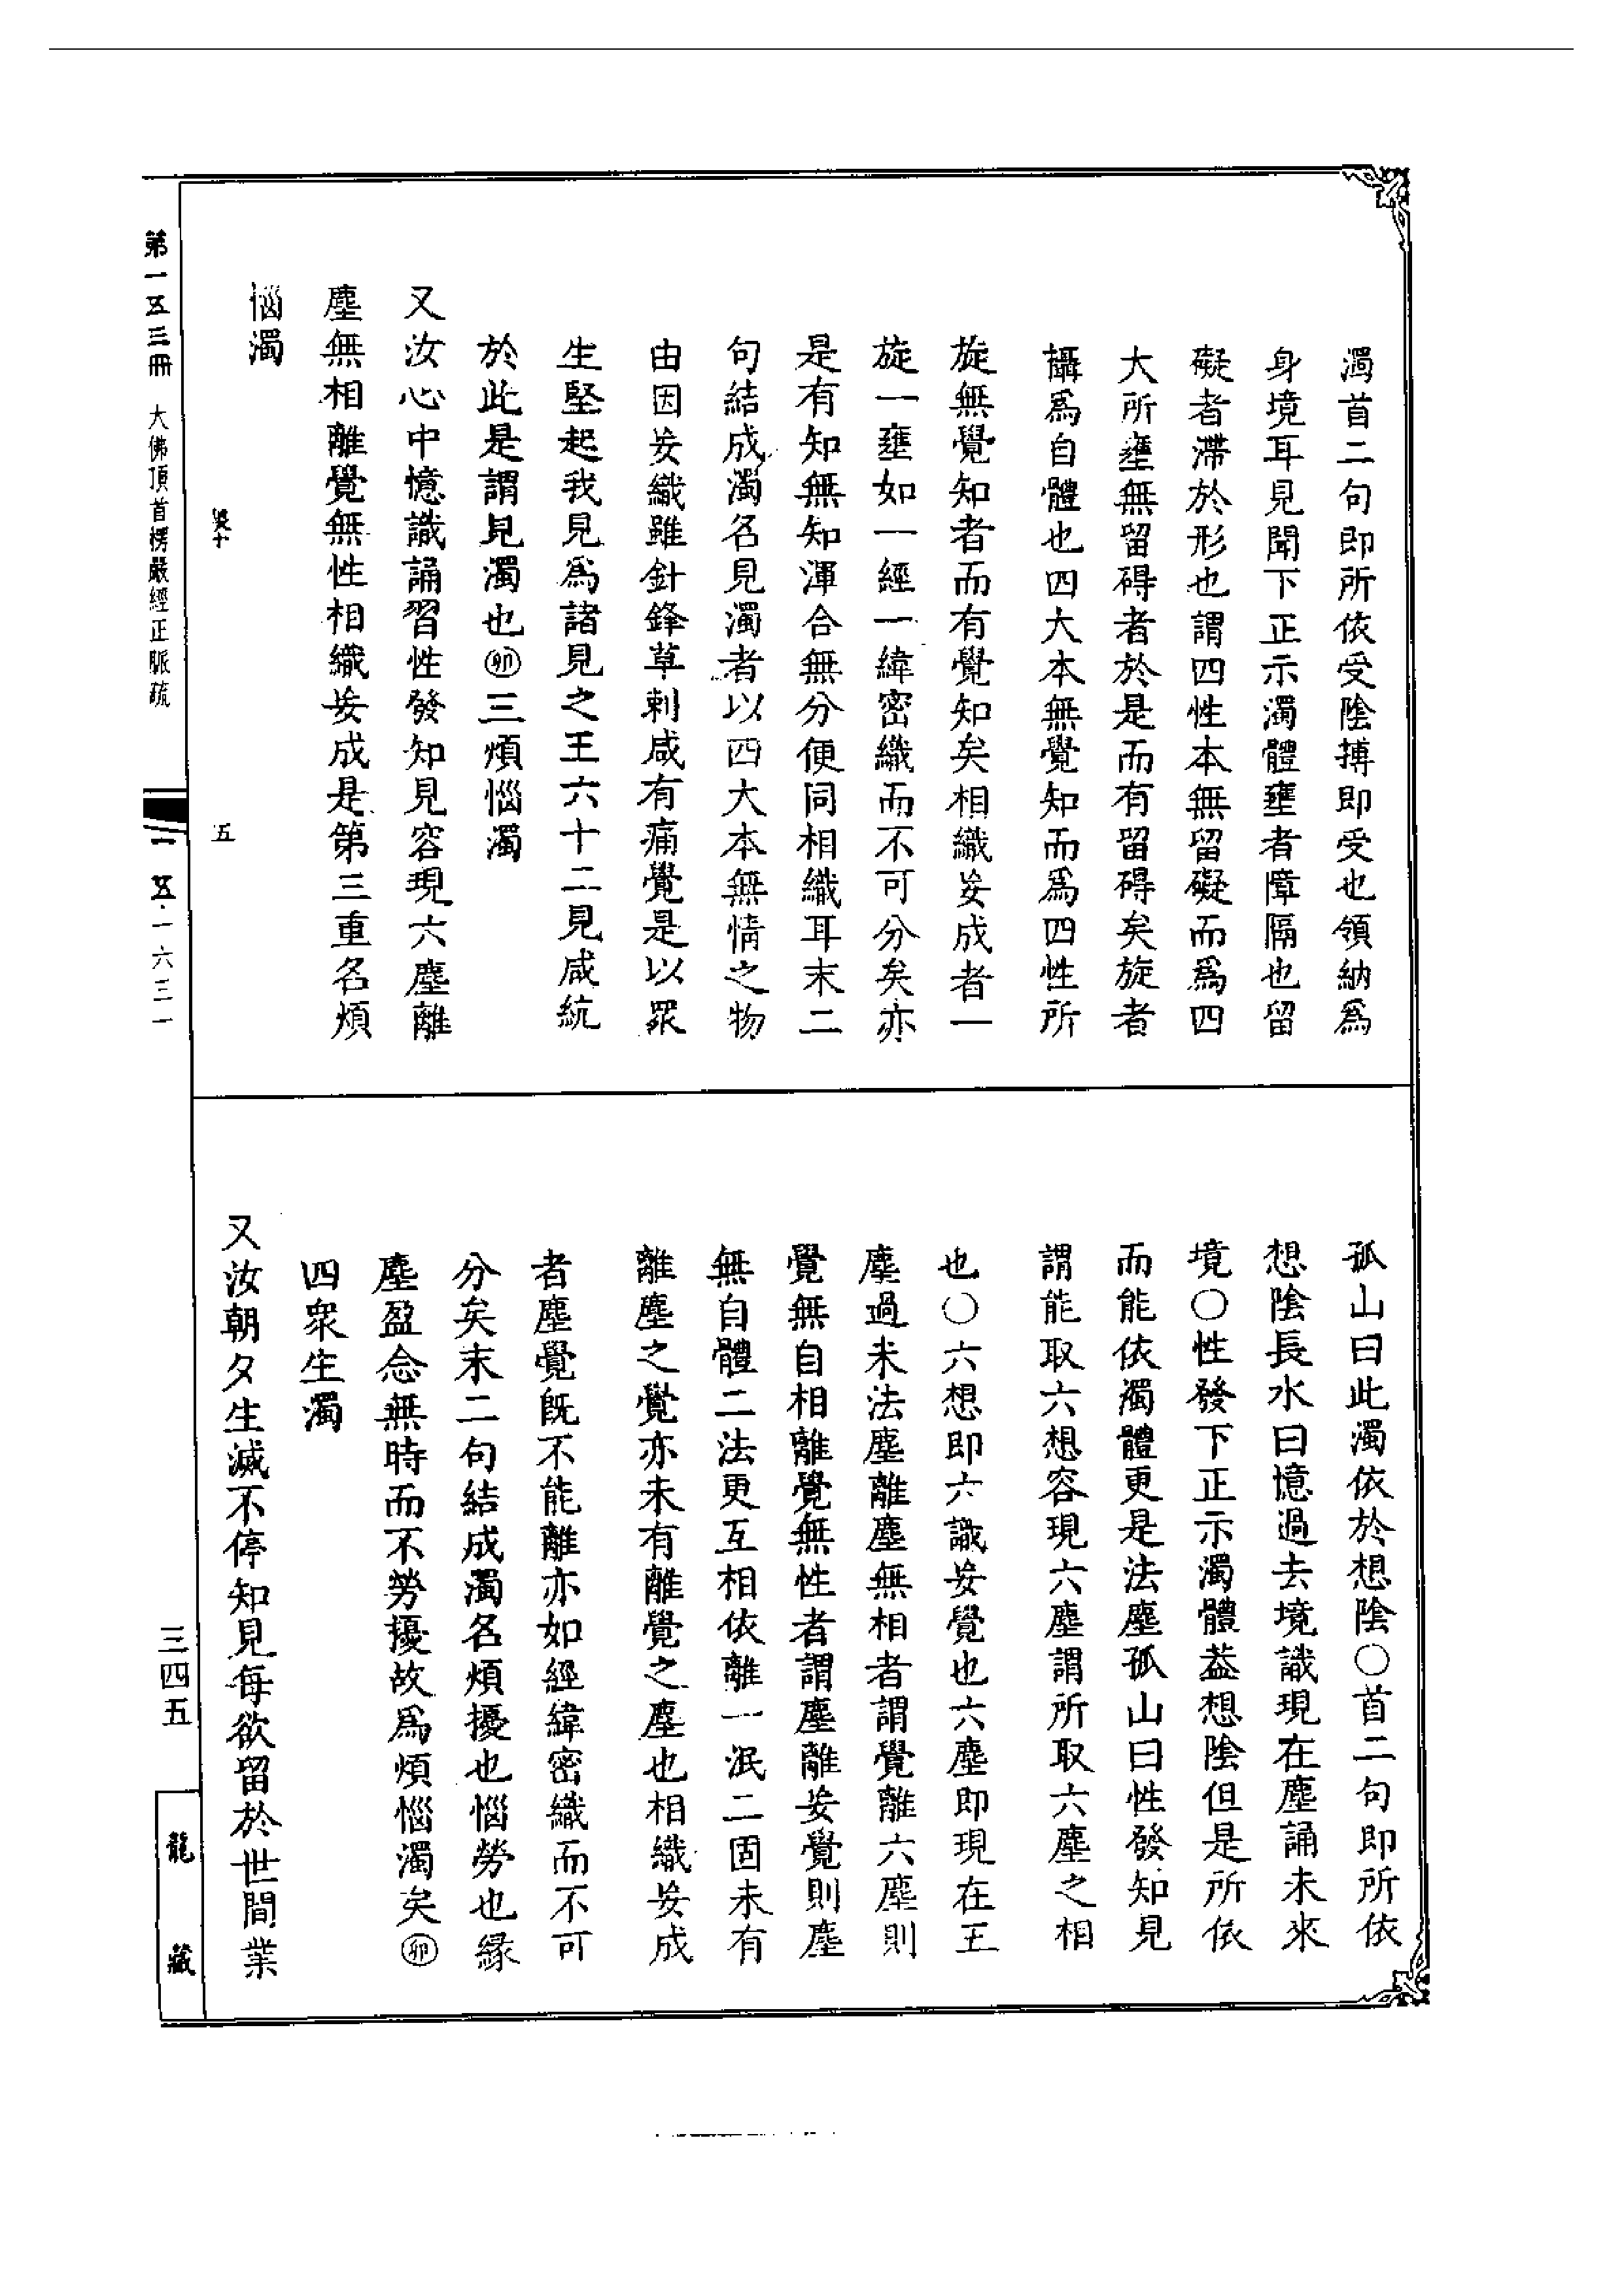 濁首二句即所依受陰搏即受也領納爲
身境耳見聞下正示濁體壅者障隔也留
礙者滯於形也謂四性本無留礙而爲四
大所壅無留碍者於是而有留碍矣旋者
攝爲自體也四大本無覺知而爲四性所
旋無覺知者而有覺知矣相織妄成者一
旋一壅如一經一緯密織而不可分矣亦
是有知無知渾合無分便同相織耳末二
句結成濁名見濁者以四大本無情之物
由因妄織雖針鋒草刺咸有痛覺是以眾
生堅起我見爲諸見之王六十二見咸統
於此是謂見濁也㊞三煩惱濁
又汝心中憶識誦習性發知見容現六塵離
塵無相離覺無性相織妄成是第三重名煩
惱濁
五
孤山曰此濁依於想陰○首二句即所依
想陰長水曰憶過去境識現在塵誦未來
境○性發下正示濁體葢想陰但是所依
而能依濁體更是法塵孤山曰性發知見
謂能取六想容現六塵謂所取六塵之相
也○六想即六識妄覺也六塵即現在五
塵過未法塵離塵無相者謂覺離六塵則
覺無自相離覺無性者謂塵離妄覺則塵
無自體二法更互相依離一泯二固未有
離塵之覺亦未有離覺之塵也相織妄成
者塵覺既不能離亦如經緯密織而不可
分矣末二句結成濁名煩擾也惱勞也緣
塵盈念無時而不勞擾故爲煩惱濁矣㊞
四眾生濁
又汝朝夕生滅不停知見每欲留於世間業
第一五三冊 大佛頂首楞嚴經正脈疏
一六三一
三四五
龍藏